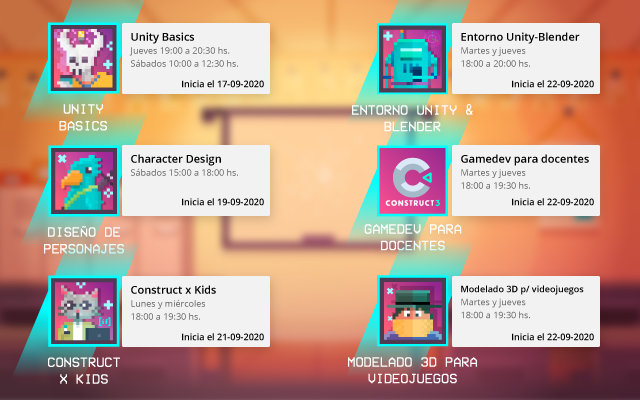 Unity Basics
Jueves 19:00 a 20:30 hs.
Sábados 10:00 a 12:30 hs.
Inicia el 17-09-2020
UNITY
BASICS
Entorno Unity-Blender
Martes y jueves
18:00 a 20:00 hs.
Inicia el 22-09-2020
ENTORNO UNITY &
BLENDER
Character Design
Sábados 15:00 a 18:00 hs.
Inicia el 19-09-2020
DISEÑO DE
PERSONAJES
CONSTRUCT3
Gamedev para docentes
Martes y jueves
18:00 a 19:30 hs.
Inicia el 22-09-2020
GAMEDEV PARA
DOCENTES
Construct x Kids
Lunes y miércoles
18:00 a 19:30 hs.
Inicia el 21-09-2020
CONSTRUCT
X KIDS
Modelado 3D p/ videojuegos
Martes y jueves
18:00 a 19:30 hs.
Inicia el 22-09-2020
MODELADO 3D PARA
VIDEOJUEGOS